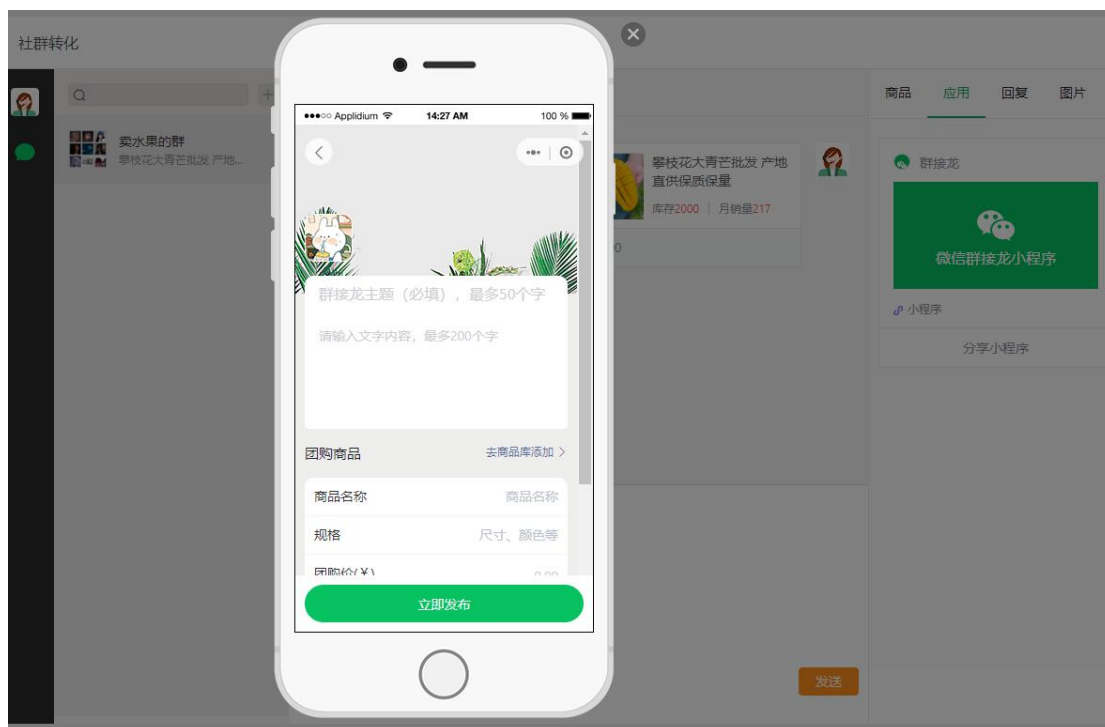 社群转化
卖水果的群
攀枝花大青芒批发 产地...
●●●○○ Applidium
14:27 AM
100 %
群接龙主题（必填），最多50个字
请输入文字内容，最多200个字
团购商品
去商品库添加 >
商品名称
商品名称
规格
尺寸、颜色等
团购价(￥)
0.00
立即发布
攀枝花大青芒批发 产地
直供保质保量
库存2000 | 月销量217
发送
商品
应用
回复
图片
群接龙
微信群接龙小程序
小程序
分享小程序